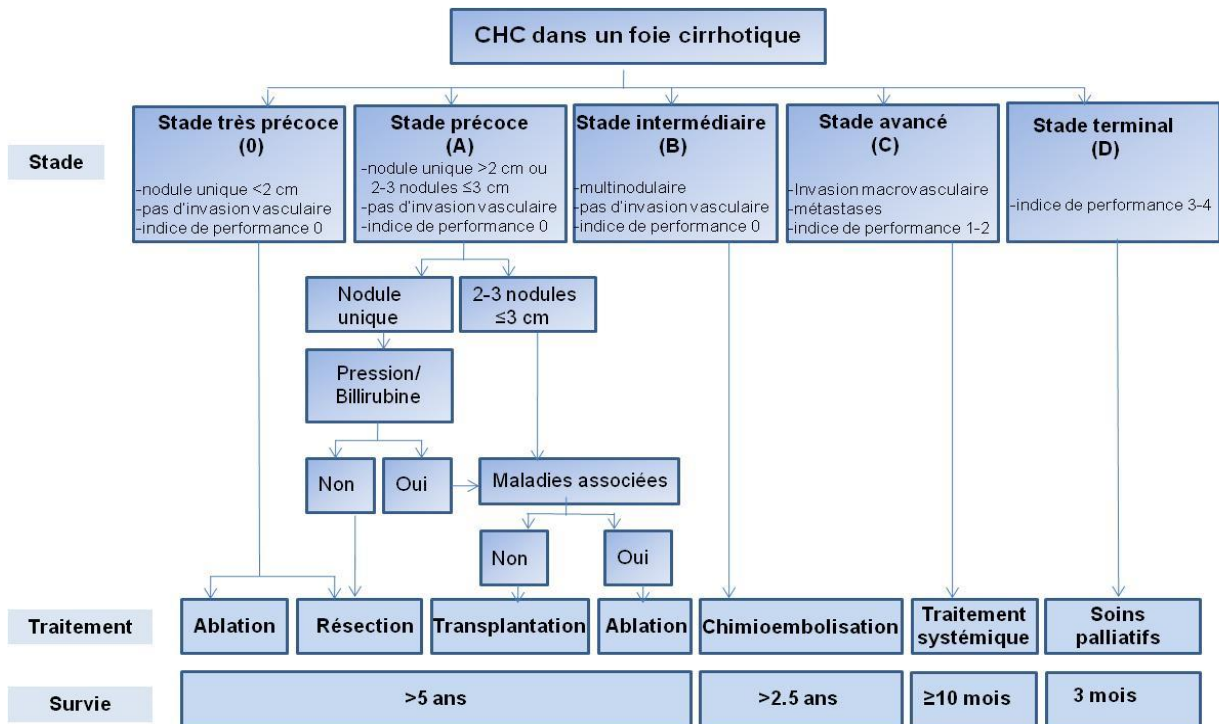 CHC dans un foie cirrhotique
Stade
Stade très précoce
(0)
-nodule unique <2 cm
-pas d'invasion vasculaire
-indice de performance 0
Stade précoce
(A)
-nodule unique >2 cm ou
2-3 nodules ≤3 cm
-pas d'invasion vasculaire
-indice de performance 0
Stade intermédiaire
(B)
-multinodulaire
-pas d'invasion vasculaire
-indice de performance 0
Stade avancé
(C)
-Invasion macrovasculaire
-métastases
-indice de performance 1-2
Stade terminal
(D)
-indice de performance 3-4
Nodule
unique
2-3 nodules
≤3 cm
Pression/
Billirubine
Non
Oui
Maladies associées
Non
Oui
Traitement
Ablation
Résection
Transplantation
Ablation
Chimioembolisation
Traitement
systémique
Soins
palliatifs
Survie
>5 ans
>2.5 ans
≥10 mois
3 mois